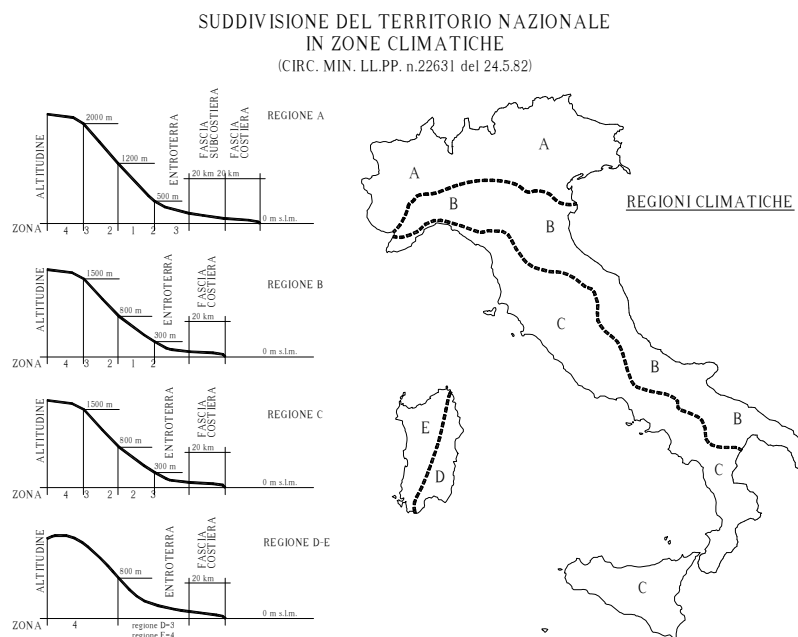 SUDDIVISIONE DEL TERRITORIO NAZIONALE
IN ZONE CLIMATICHE
(CIRC. MIN. LL.PP. n.22631 del 24.5.82)
REGIONE A
ALTITUDINE
2000 m
1200 m
500 m
ENTROTERRA
FASCIA
SUBCOSTIERA
FASCIA
COSTIERA
20 km 20 km
0 m s.l.m.
ZONA 4 3 2 2 3
REGIONE B
ALTITUDINE
1500 m
800 m
300 m
ENTROTERRA
FASCIA
COSTIERA
20 km
0 m s.l.m.
ZONA 4 3 2 1 2
REGIONE C
ALTITUDINE
1500 m
800 m
300 m
ENTROTERRA
FASCIA
COSTIERA
20 km
0 m s.l.m.
ZONA 4 3 2 2 3
REGIONE D-E
ALTITUDINE
800 m
ENTROTERRA
FASCIA
COSTIERA
20 km
0 m s.l.m.
ZONA 4
regione D=3
regione E=4
REGIONI CLIMATICHE
A
A
B
B
C
B
B
E
D
C
C